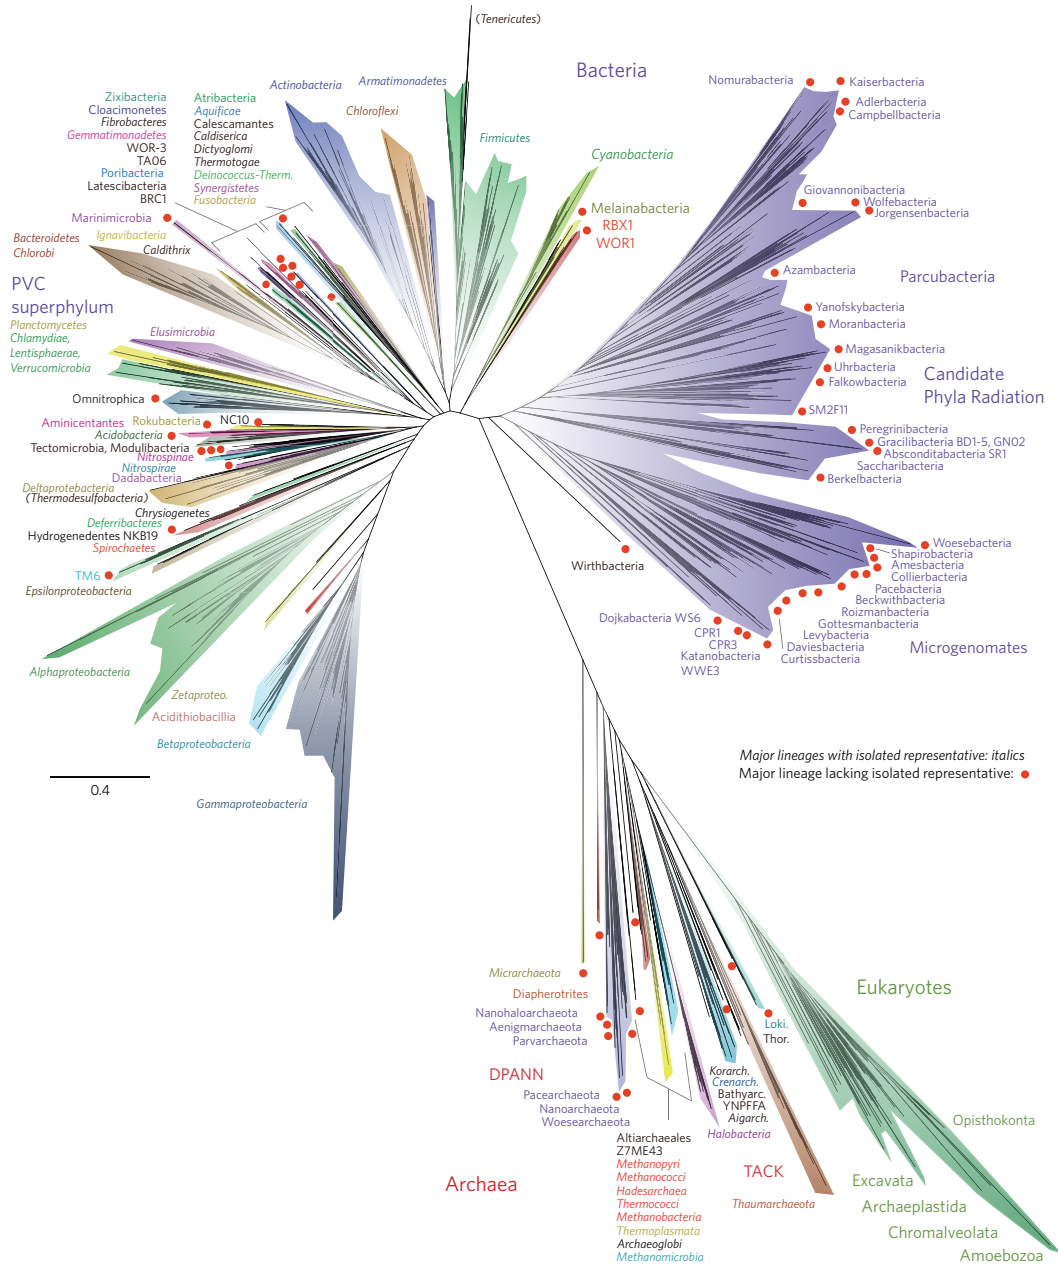 (Tenericutes)
Bacteria
Actinobacteria
Armatimonadetes
Chloroflexi
Firmicutes
Cyanobacteria
Melainabacteria
RBX1
WOR1
Zixibacteria
Cloacimonetes
Fibrobacteres
Gemmatimonadetes
WOR-3
TA06
Poribacteria
Latescibacteria
BRC1
Atribacteria
Aquificae
Calescamantes
Caldiserica
Dictyoglomi
Thermotogae
Deinococcus-Therm.
Synergistetes
Fusobacteria
Marinimicrobia
Ignavibacteria
Bacteroidetes
Chlorobi
Caldithrix
PVC
superphylum
Planctomycetes
Chlamydiae,
Lentisphaerae,
Verrucomicrobia
Elusimicrobia
Omnitrophica
Aminicentantes
Rokubacteria
NC10
Acidobacteria
Tectomicrobia, Modulibacteria
Nitrospinae
Nitrospirae
Dadabacteria
Deltaproteobacteria
(Thermodesulfobacteria)
Chrysiogenetes
Deferribacteres
Hydrogenedentes NKB19
Spirochaetes
TM6
Epsilonproteobacteria
Alphaproteobacteria
Zetaproteo.
Acidithiobacillia
Betaproteobacteria
Gammaproteobacteria
0.4
Nomurabacteria
Kaiserbacteria
Adlerbacteria
Campbellbacteria
Giovannonibacteria
Wolfebacteria
Jorgensenbacteria
Azambacteria
Parcubacteria
Yanofskybacteria
Moranbacteria
Magasanikbacteria
Uhrbacteria
Falkowbacteria
Candidate
Phyla Radiation
SM2F11
Peregrinibacteria
Gracilibacteria BD1-5, GN02
Absconditabacteria SR1
Saccharibacteria
Berkelbacteria
Woesebacteria
Shapirobacteria
Amesbacteria
Collierbacteria
Pacebacteria
Beckwithbacteria
Roizmanbacteria
Gottesmanbacteria
Levybacteria
Daviesbacteria
Curtissbacteria
Microgenomates
Wirthbacteria
Dojkabacteria WS6
CPR1
CPR3
Katanobacteria
WWE3
Major lineages with isolated representative: italics
Major lineage lacking isolated representative:
Micrarchaeota
Diapherotrites
Nanohaloarchaeota
Aenigmarchaeota
Parvarchaeota
DPANN
Pacearchaeota
Nanoarchaeota
Woesearchaeota
Archaea
Altiarchaeales
Z7ME43
Methanopyri
Methanococci
Hadesarchaea
Thermococci
Methanobacteria
Thermoplasmata
Archaeoglobi
Methanomicrobia
Halobacteria
Korarch.
Crenarch.
Bathyarc.
YNPFFA
Aigarch.
TACK
Thaumarchaeota
Loki.
Thor.
Eukaryotes
Opisthokonta
Excavata
Archaeplastida
Chromalveolata
Amoebozoa